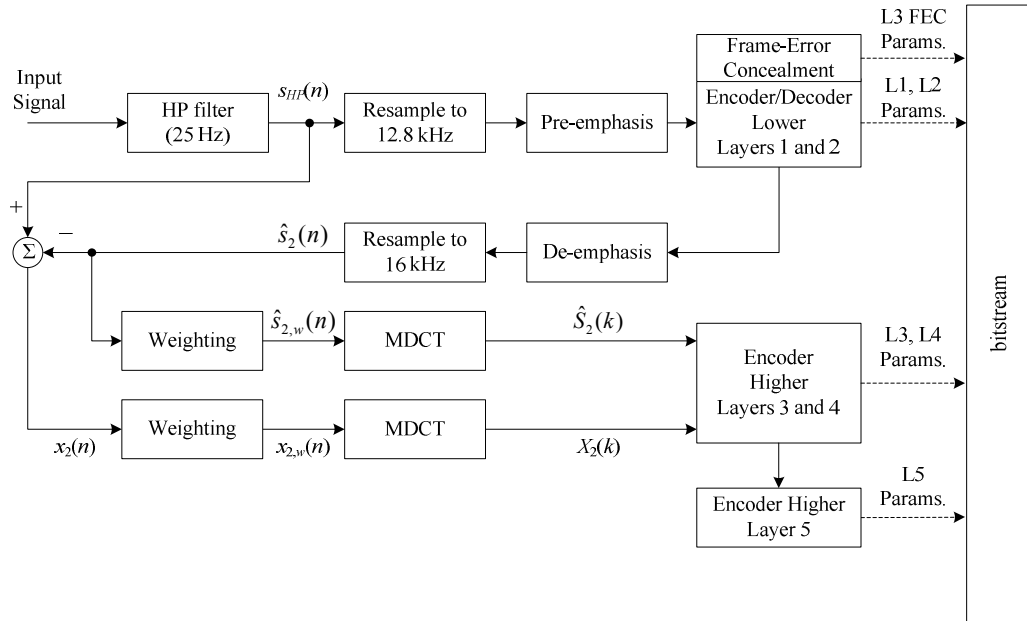 Input
Signal
HP filter
(25 Hz)
s_HP(n)
Resample to
12.8 kHz
Pre-emphasis
Frame-Error
Concealment
Encoder/Decoder
Lower
Layers 1 and 2
L3 FEC
Params.
L1, L2
Params.
+
−
Σ
ŝ₂(n)
Resample to
16 kHz
De-emphasis
Weighting
ŝ₂,w(n)
MDCT
Ŝ₂(k)
Encoder
Higher
Layers 3 and 4
L3, L4
Params.
x₂(n)
Weighting
x₂,w(n)
MDCT
X₂(k)
Encoder Higher
Layer 5
L5
Params.
bitstream